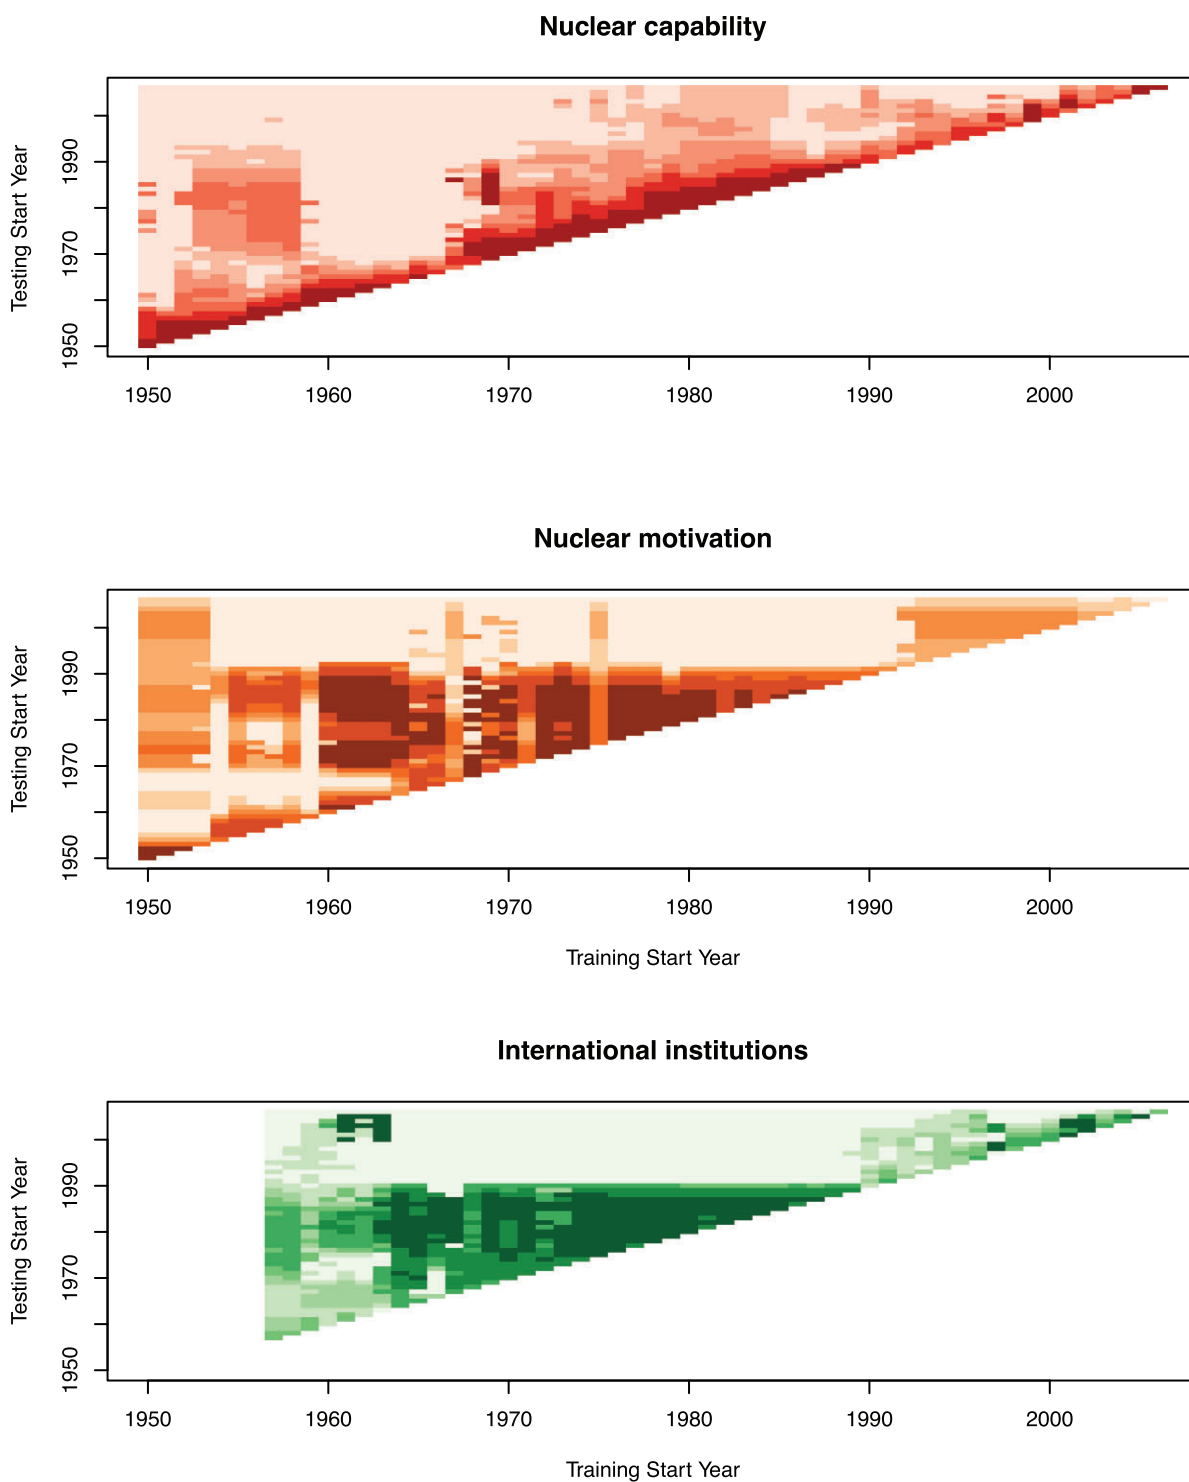 Nuclear capability
Testing Start Year
1990
1970
1950
1950 1960 1970 1980 1990 2000
Nuclear motivation
Testing Start Year
1990
1970
1950
1950 1960 1970 1980 1990 2000
Training Start Year
International institutions
Testing Start Year
1990
1970
1950
1950 1960 1970 1980 1990 2000
Training Start Year